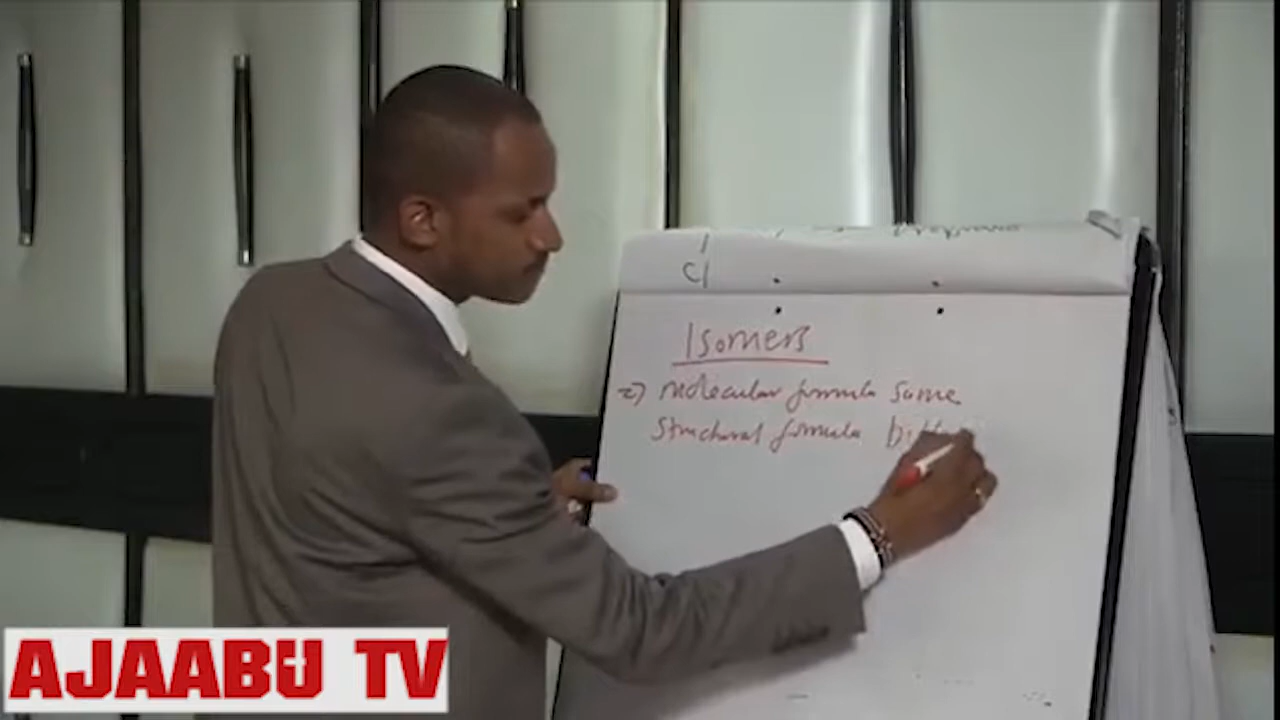 C/
Isomers
=) Molecular formula same
Structural formula
AJAABU TV